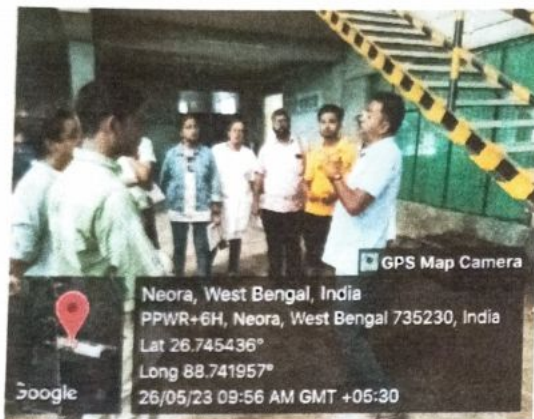 GPS Map Camera
Neora, West Bengal, India
PPWR+6H, Neora, West Bengal 735230, India
Lat 26.745436°
Long 88.741957°
26/05/23 09:56 AM GMT +05:30
Google